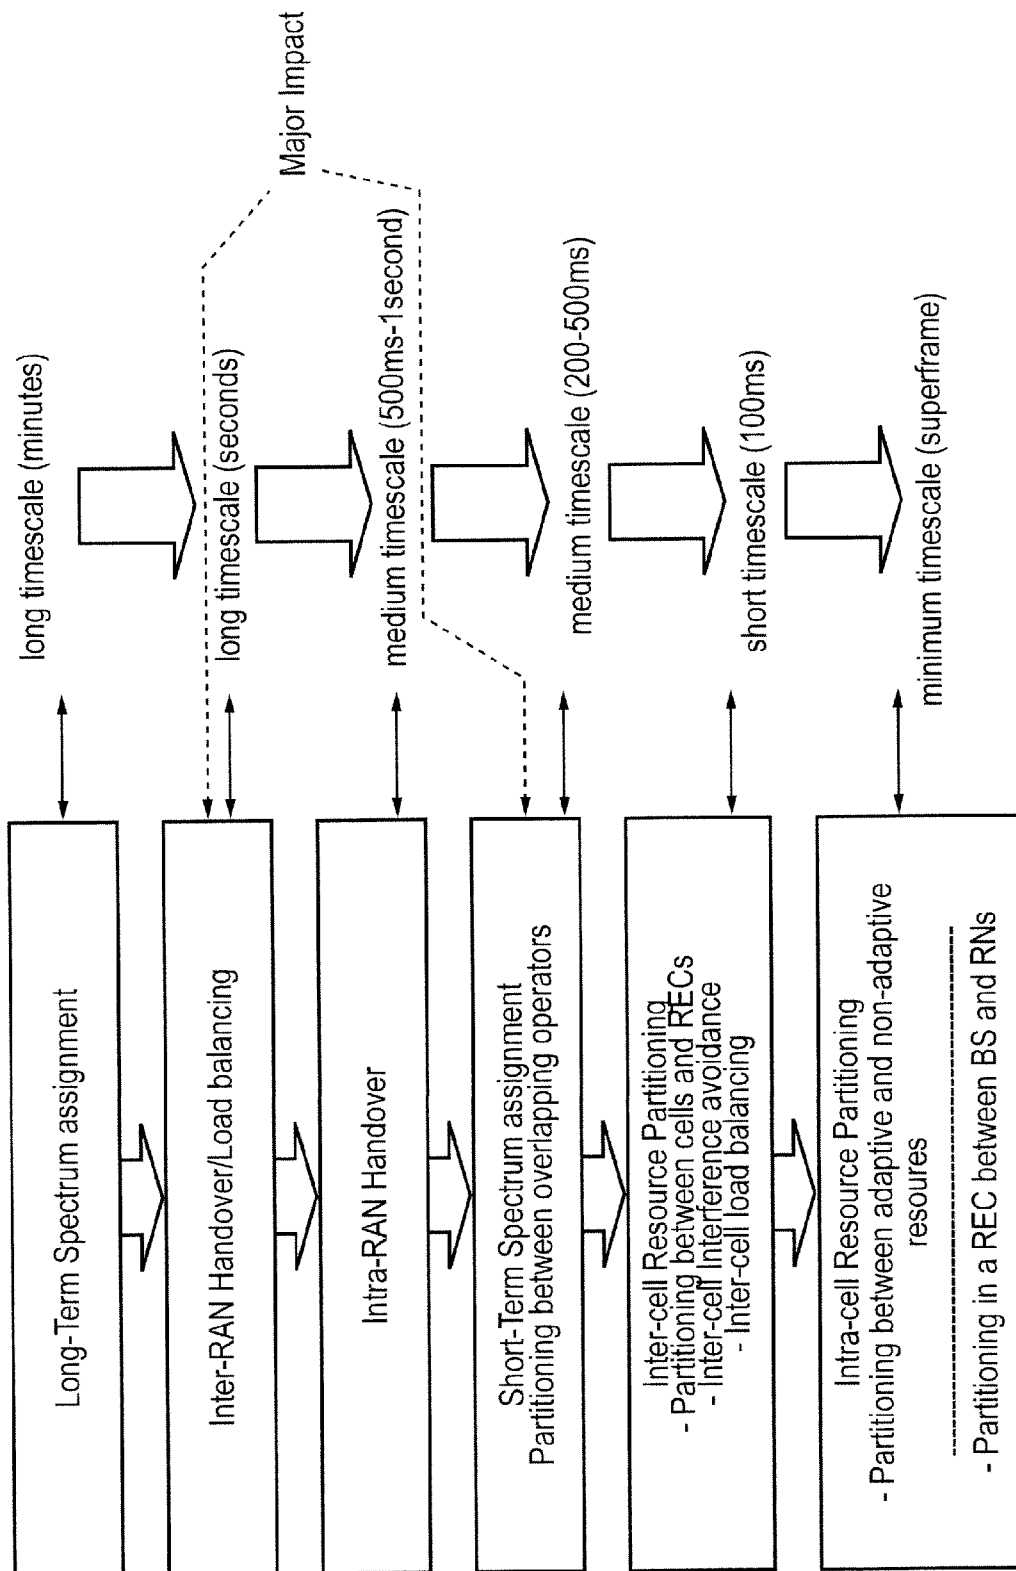 Long-Term Spectrum assignment
long timescale (minutes)
Major Impact
Inter-RAN Handover/Load balancing
long timescale (seconds)
Intra-RAN Handover
medium timescale (500ms-1second)
Short-Term Spectrum assignment
Partitioning between overlapping operators
medium timescale (200-500ms)
Inter-cell Resource Partitioning
- Partitioning between cells and RECs
- Inter-cell Interference avoidance
- Inter-cell load balancing
short timescale (100ms)
Intra-cell Resource Partitioning
- Partitioning between adaptive and non-adaptive
resoures
- Partitioning in a REC between BS and RNs
minimum timescale (superframe)